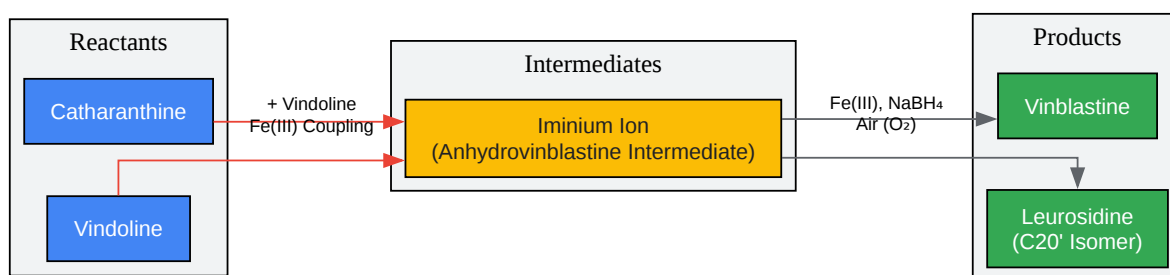 Reactants
Catharanthine
Vindoline
+ Vindoline
Fe(III) Coupling
Intermediates
Iminium Ion
(Anhydrovinblastine Intermediate)
Fe(III), NaBH₄
Air (O₂)
Products
Vinblastine
Leurosidine
(C20' Isomer)